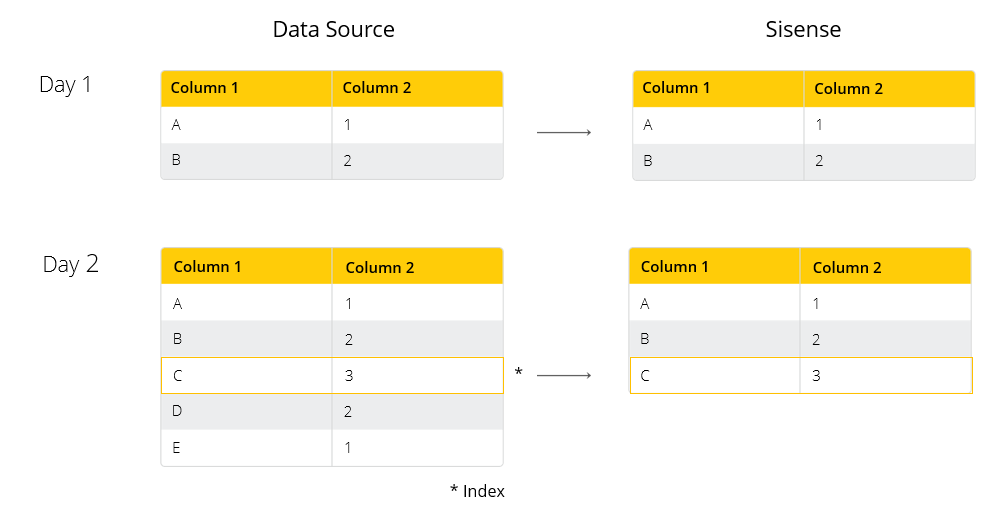 Data Source Sisense
Day 1
Column 1 Column 2 Column 1 Column 2
A 1 A 1
B 2 B 2
Day 2
Column 1 Column 2 Column 1 Column 2
A 1 A 1
B 2 B 2
C 3 * C 3
D 2
E 1
* Index